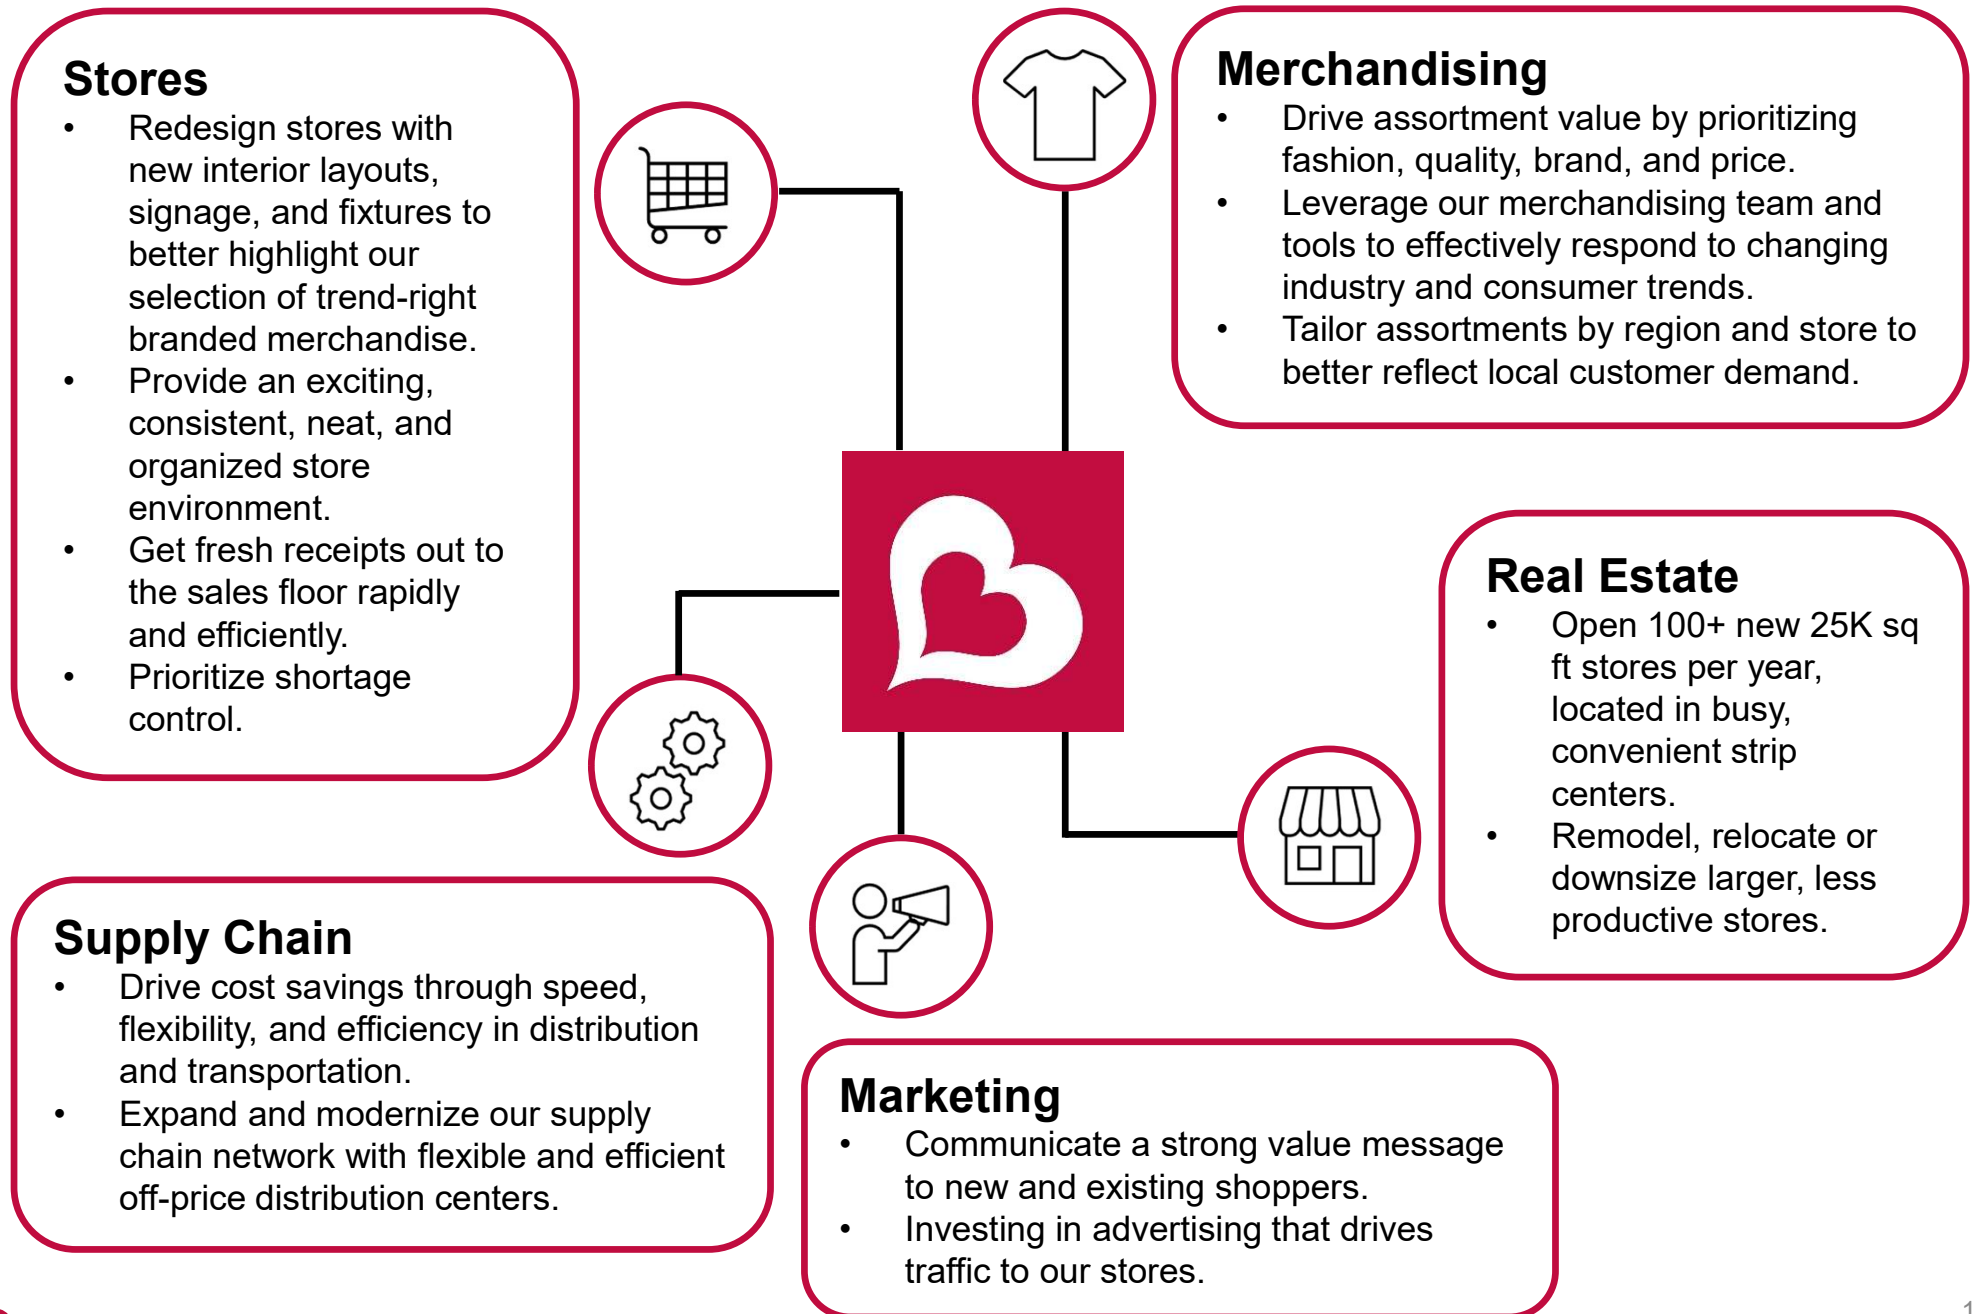 Stores
• Redesign stores with
new interior layouts,
signage, and fixtures to
better highlight our
selection of trend-right
branded merchandise.
• Provide an exciting,
consistent, neat, and
organized store
environment.
• Get fresh receipts out to
the sales floor rapidly
and efficiently.
• Prioritize shortage
control.
Merchandising
• Drive assortment value by prioritizing
fashion, quality, brand, and price.
• Leverage our merchandising team and
tools to effectively respond to changing
industry and consumer trends.
• Tailor assortments by region and store to
better reflect local customer demand.
Real Estate
• Open 100+ new 25K sq
ft stores per year,
located in busy,
convenient strip
centers.
• Remodel, relocate or
downsize larger, less
productive stores.
Supply Chain
• Drive cost savings through speed,
flexibility, and efficiency in distribution
and transportation.
• Expand and modernize our supply
chain network with flexible and efficient
off-price distribution centers.
Marketing
• Communicate a strong value message
to new and existing shoppers.
• Investing in advertising that drives
traffic to our stores.